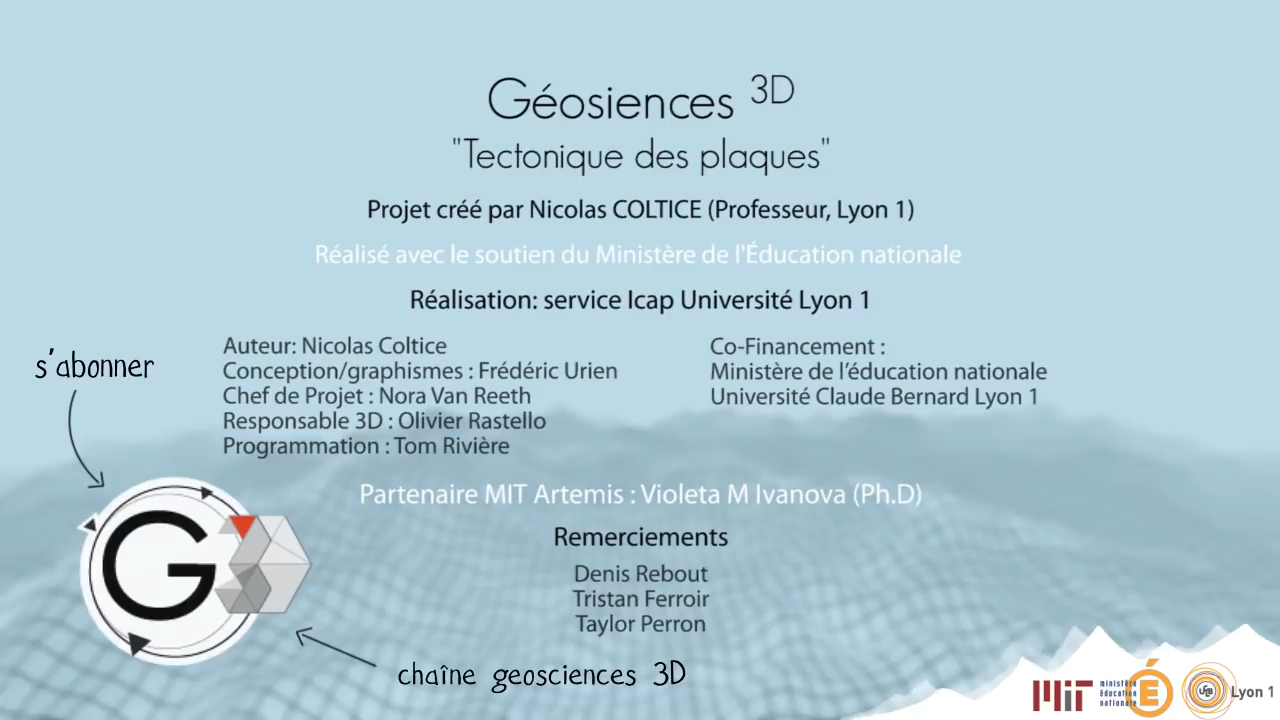 Géosiences 3D
"Tectonique des plaques"
Projet créé par Nicolas COLTICE (Professeur, Lyon 1)
Réalisé avec le soutien du Ministère de l'Éducation nationale
Réalisation: service Icap Université Lyon 1
s'abonner
Auteur: Nicolas Coltice
Conception/graphismes : Frédéric Urien
Chef de Projet : Nora Van Reeth
Responsable 3D : Olivier Rastello
Programmation : Tom Rivière
Co-Financement :
Ministère de l'éducation nationale
Université Claude Bernard Lyon 1
Partenaire MIT Artemis : Violeta M Ivanova (Ph.D)
Remerciements
Denis Rebout
Tristan Ferroir
Taylor Perron
G
chaîne geosciences 3D
MIT
ministère
éducation
nationale
É
Lyon 1